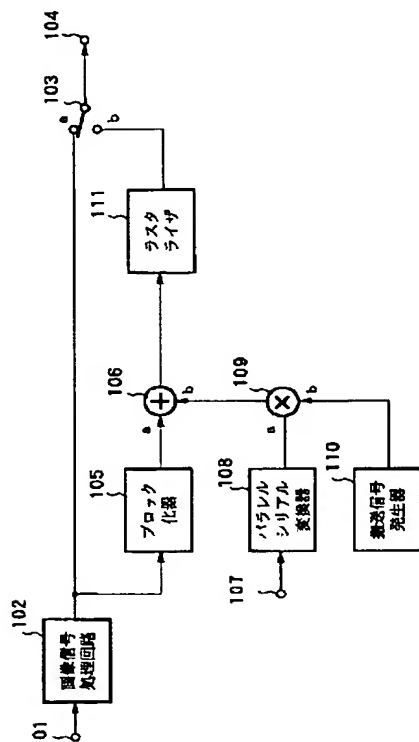 01
102
画像信号
処理回路
105
ブロック
化器
106
a
b
+
111
ラスタ
ライザ
a
103
b
104
107
108
パラレル
シリアル
変換器
a
109
×
b
110
搬送信号
発生器